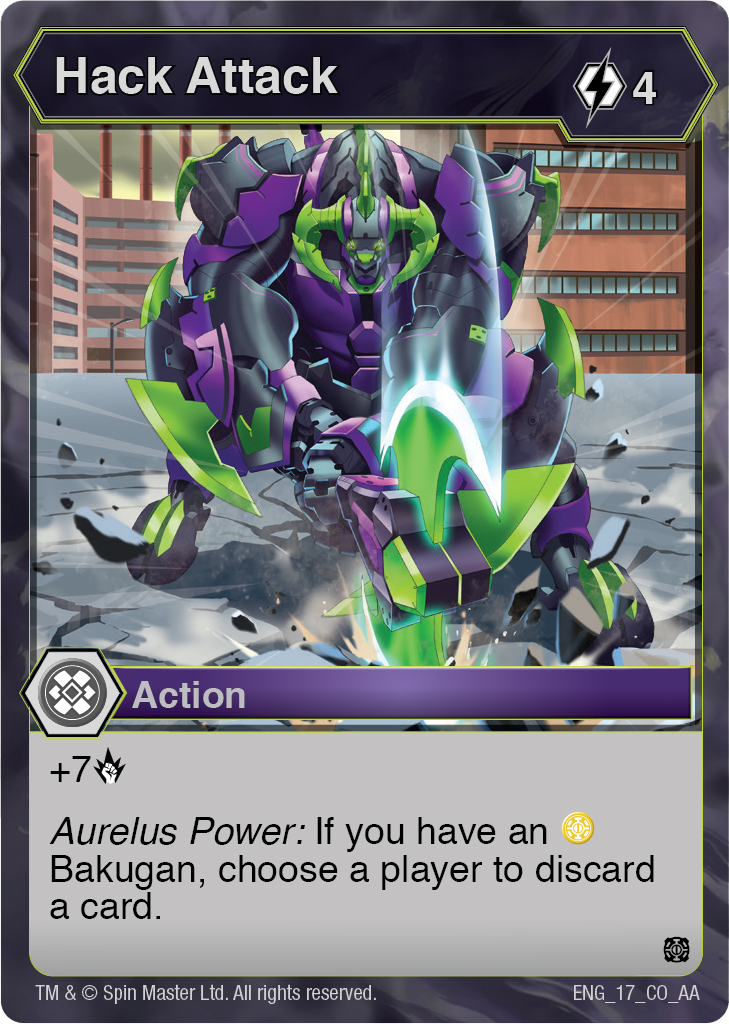 Hack Attack
4
Action
+7
Aurelus Power: If you have an
Bakugan, choose a player to discard
a card.
TM & © Spin Master Ltd. All rights reserved.
ENG_17_CO_AA